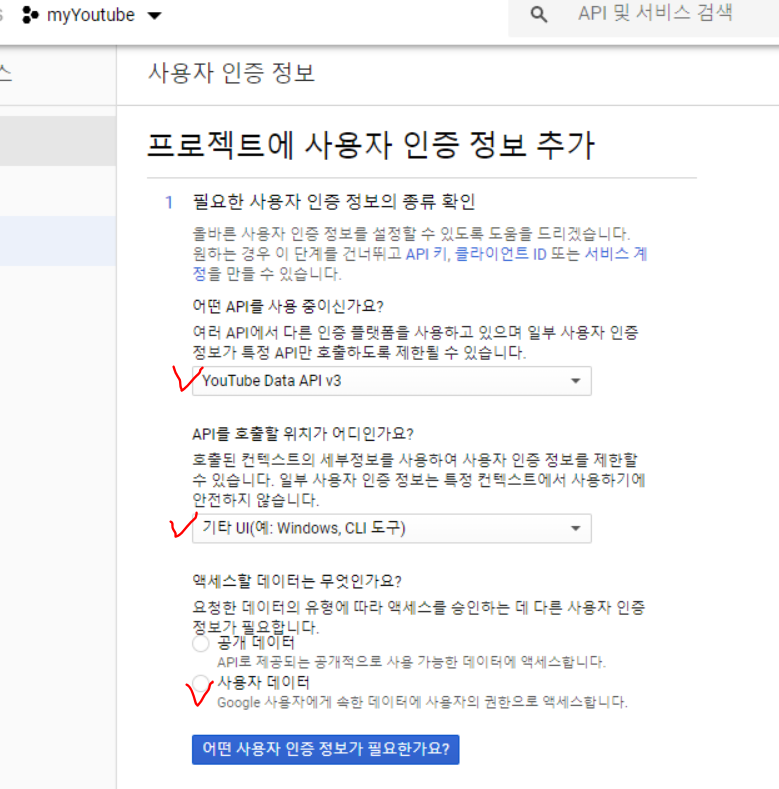 myYoutube
API 및 서비스 검색
스
사용자 인증 정보
프로젝트에 사용자 인증 정보 추가
1 필요한 사용자 인증 정보의 종류 확인
올바른 사용자 인증 정보를 설정할 수 있도록 도움을 드리겠습니다.
원하는 경우 이 단계를 건너뛰고 API 키, 클라이언트 ID 또는 서비스 계
정을 만들 수 있습니다.
어떤 API를 사용 중이신가요?
여러 API에서 다른 인증 플랫폼을 사용하고 있으며 일부 사용자 인증
정보가 특정 API만 호출하도록 제한될 수 있습니다.
YouTube Data API v3
API를 호출할 위치가 어디인가요?
호출된 컨텍스트의 세부정보를 사용하여 사용자 인증 정보를 제한할
수 있습니다. 일부 사용자 인증 정보는 특정 컨텍스트에서 사용하기에
안전하지 않습니다.
기타 UI(예: Windows, CLI 도구)
액세스할 데이터는 무엇인가요?
요청한 데이터의 유형에 따라 액세스를 승인하는 데 다른 사용자 인증
정보가 필요합니다.
공개 데이터
API로 제공되는 공개적으로 사용 가능한 데이터에 액세스합니다.
사용자 데이터
Google 사용자에게 속한 데이터에 사용자의 권한으로 액세스합니다.
어떤 사용자 인증 정보가 필요한가요?